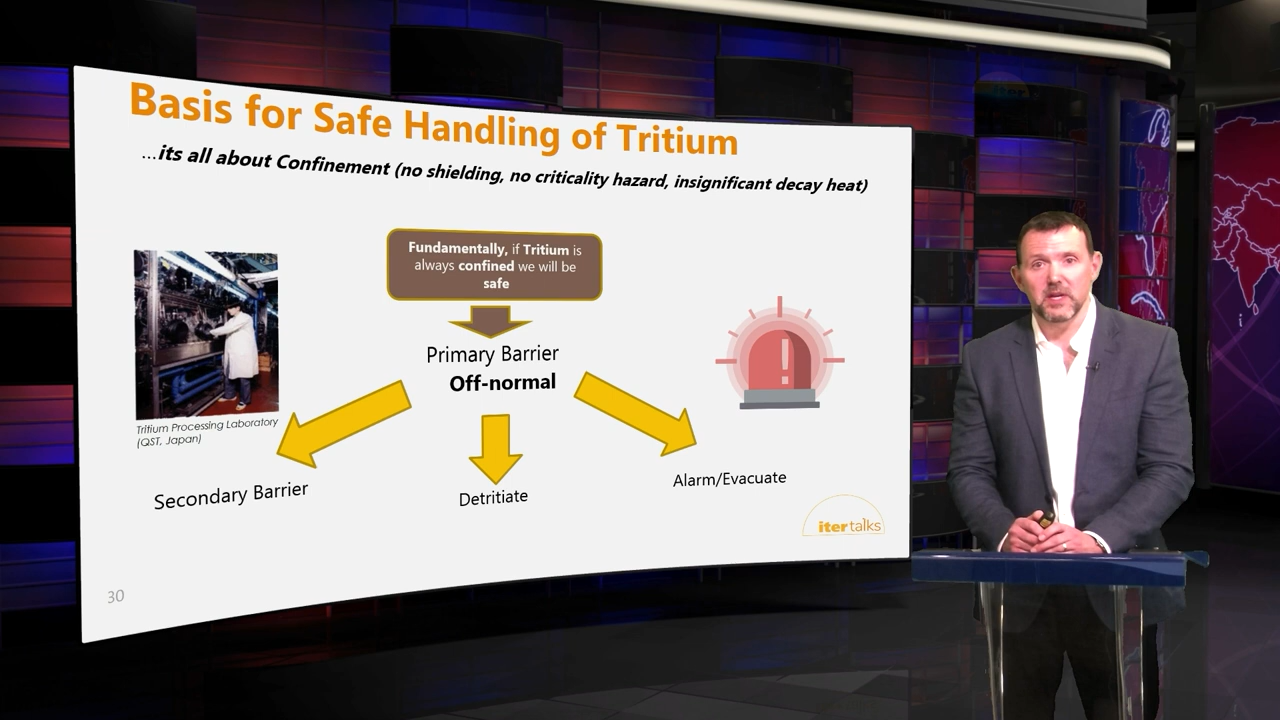 Basis for Safe Handling of Tritium
...its all about Confinement (no shielding, no criticality hazard, insignificant decay heat)
Fundamentally, if Tritium is
always confined we will be
safe
Primary Barrier
Off-normal
Tritium Processing Laboratory
(QST, Japan)
Secondary Barrier
Detritiate
Alarm/Evacuate
iter talks
30